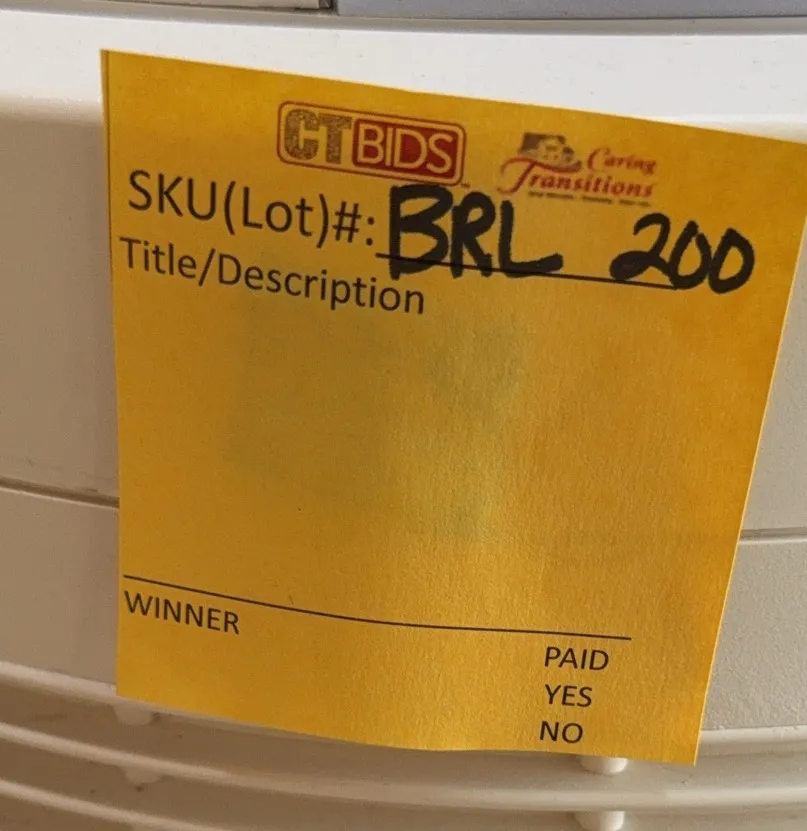 CTBIDS
Caring
Transitions
SKU(Lot)#: BRL 200
Title/Description
WINNER
PAID
YES
NO